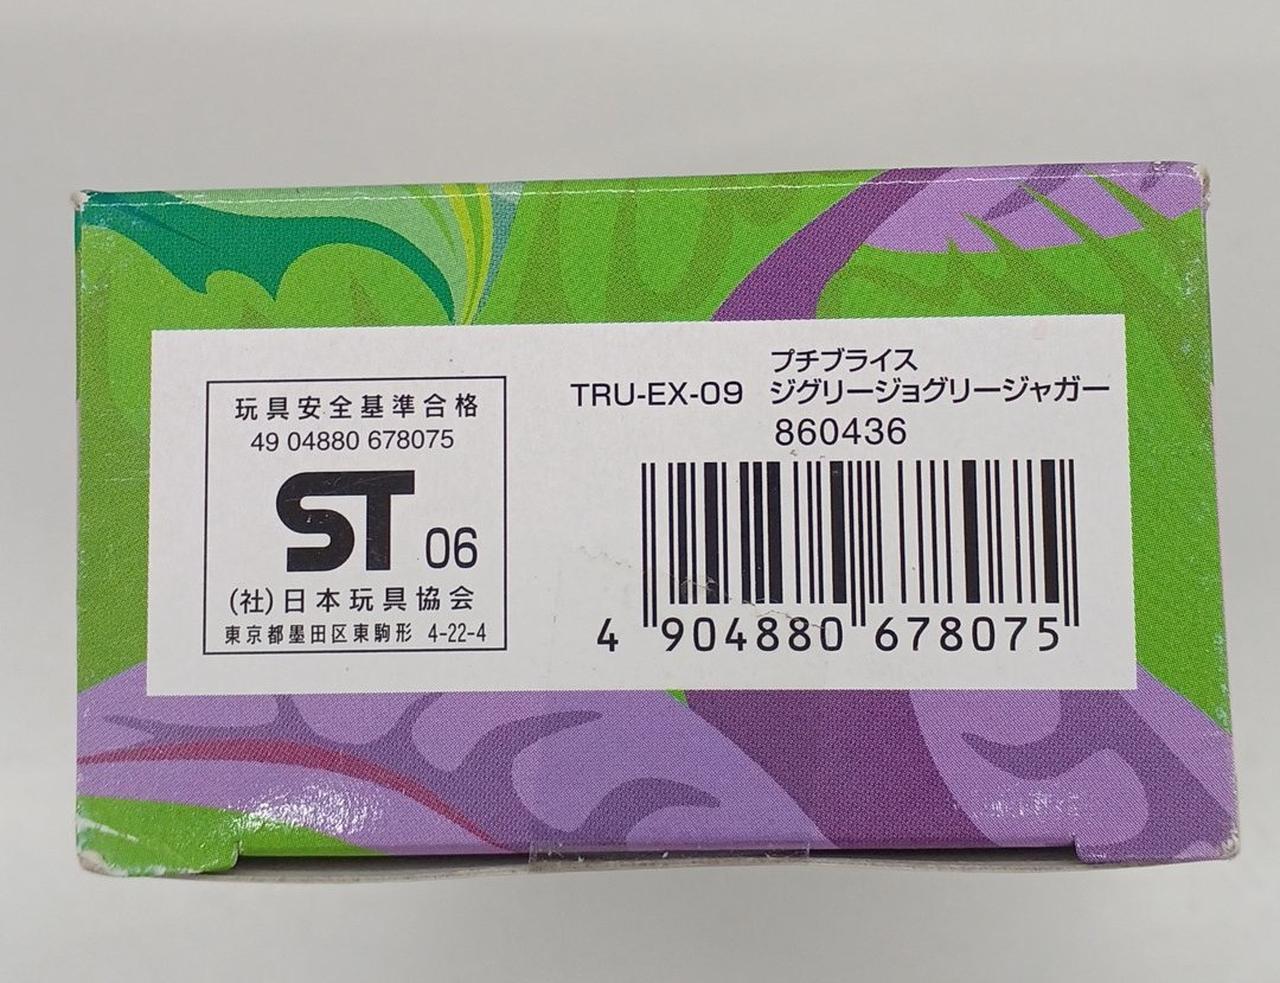 玩具安全基準合格
49 04880 678075
ST 06
(社)日本玩具協会
東京都墨田区東駒形 4-22-4
プチブライス
TRU-EX-09 ジグリージョグリージャガー
860436
4 904880 678075